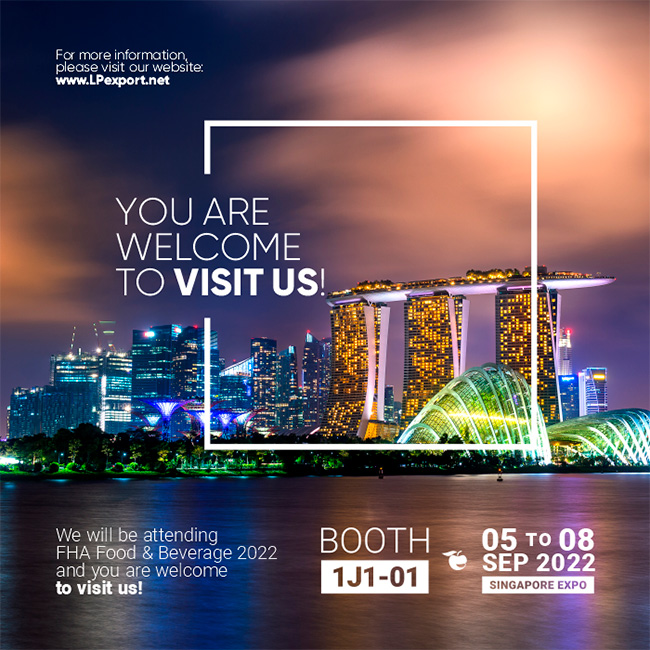 For more information,
please visit our website:
www.LPexport.net
YOU ARE
WELCOME
TO VISIT US!
We will be attending
FHA Food & Beverage 2022
and you are welcome
to visit us!
BOOTH
1J1-01
05 TO 08
SEP 2022
SINGAPORE EXPO